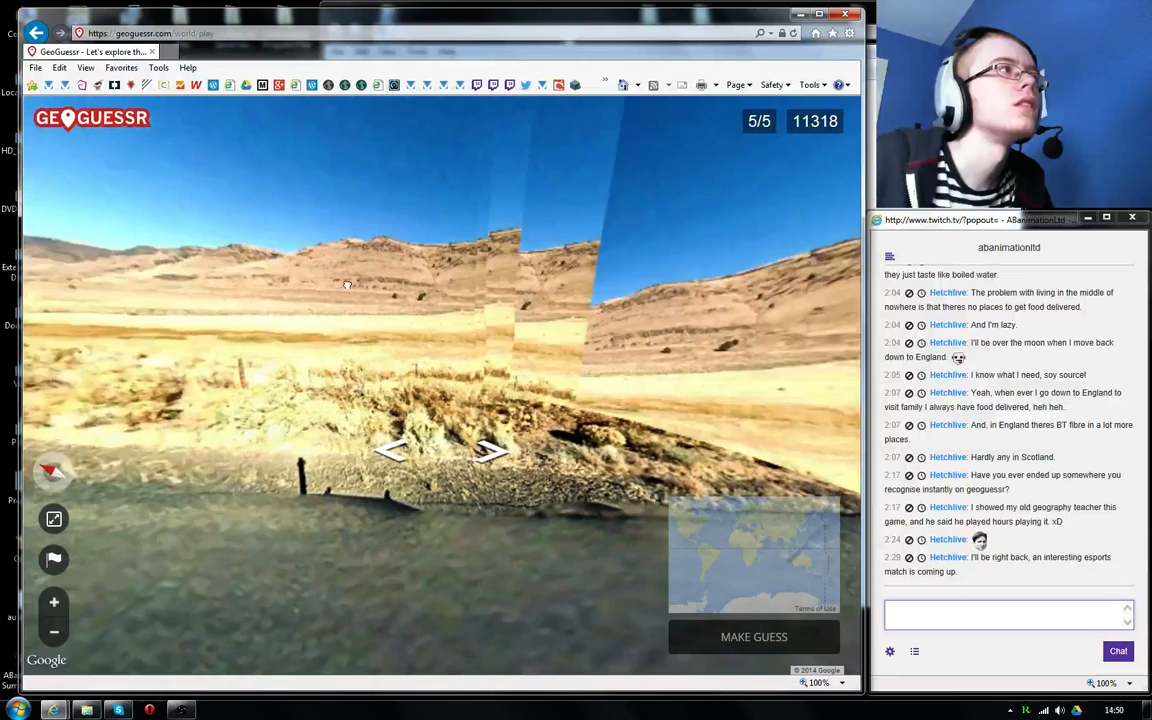 https://geoguessr.com/world/play
GeoGuessr - Let's explore th...
File Edit View Favorites Tools Help
Page Safety Tools
GEOGUESSR
5/5 11318
Terms of Use
MAKE GUESS
Google
© 2014 Google
100%
http://www.twitch.tv/?popout= - ABanimationLtd
abanimationltd
they just taste like boiled water.
2:04 Hetchlive: The problem with living in the middle of
nowhere is that theres no places to get food delivered.
2:04 Hetchlive: And I'm lazy.
2:04 Hetchlive: I'll be over the moon when I move back
down to England.
2:05 Hetchlive: I know what I need, soy source!
2:07 Hetchlive: Yeah, when ever I go down to England to
visit family I always have food delivered, heh heh..
2:07 Hetchlive: And, in England theres BT fibre in a lot more
places.
2:07 Hetchlive: Hardly any in Scotland.
2:17 Hetchlive: Have you ever ended up somewhere you
recognise instantly on geoguessr?
2:17 Hetchlive: I showed my old geography teacher this
game, and he said he played hours playing it. xD
2:24 Hetchlive:
2:29 Hetchlive: I'll be right back, an interesting esports
match is coming up.
Chat
100%
14:50